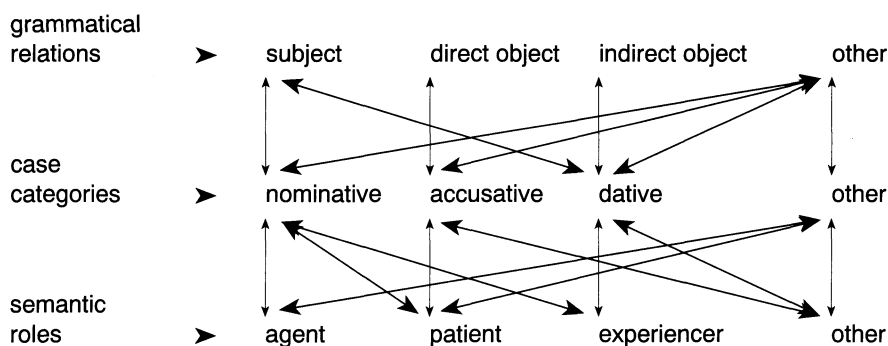 grammatical
relations subject direct object indirect object other
case
categories nominative accusative dative other
semantic
roles agent patient experiencer other